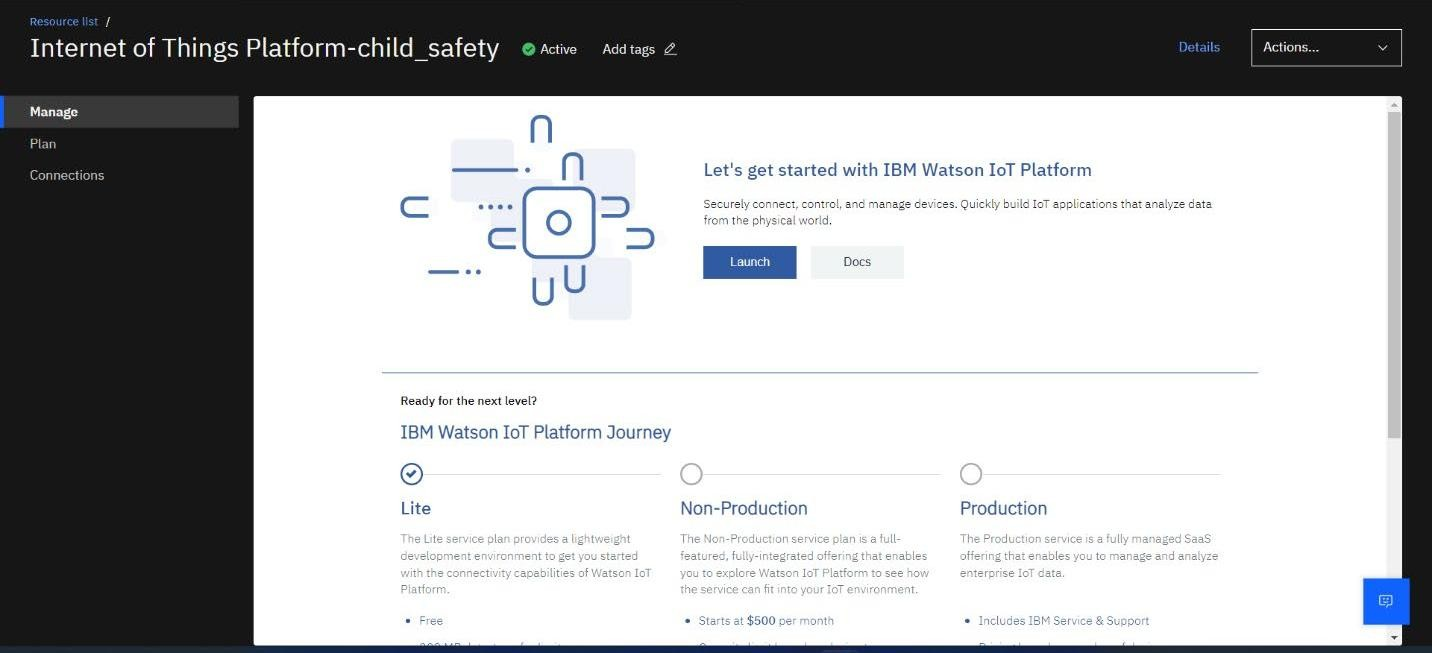 Resource list /
Internet of Things Platform-child_safety
Active
Add tags
Details
Actions...
Manage
Plan
Connections
Let's get started with IBM Watson IoT Platform
Securely connect, control, and manage devices. Quickly build IoT applications that analyze data
from the physical world.
Launch
Docs
Ready for the next level?
IBM Watson IoT Platform Journey
Lite
The Lite service plan provides a lightweight
development environment to get you started
with the connectivity capabilities of Watson IoT
Platform.
• Free
Non-Production
The Non-Production service plan is a full-
featured, fully-integrated offering that enables
you to explore Watson IoT Platform to see how
the service can fit into your IoT environment.
• Starts at $500 per month
Production
The Production service is a fully managed SaaS
offering that enables you to manage and analyze
enterprise IoT data.
• Includes IBM Service & Support